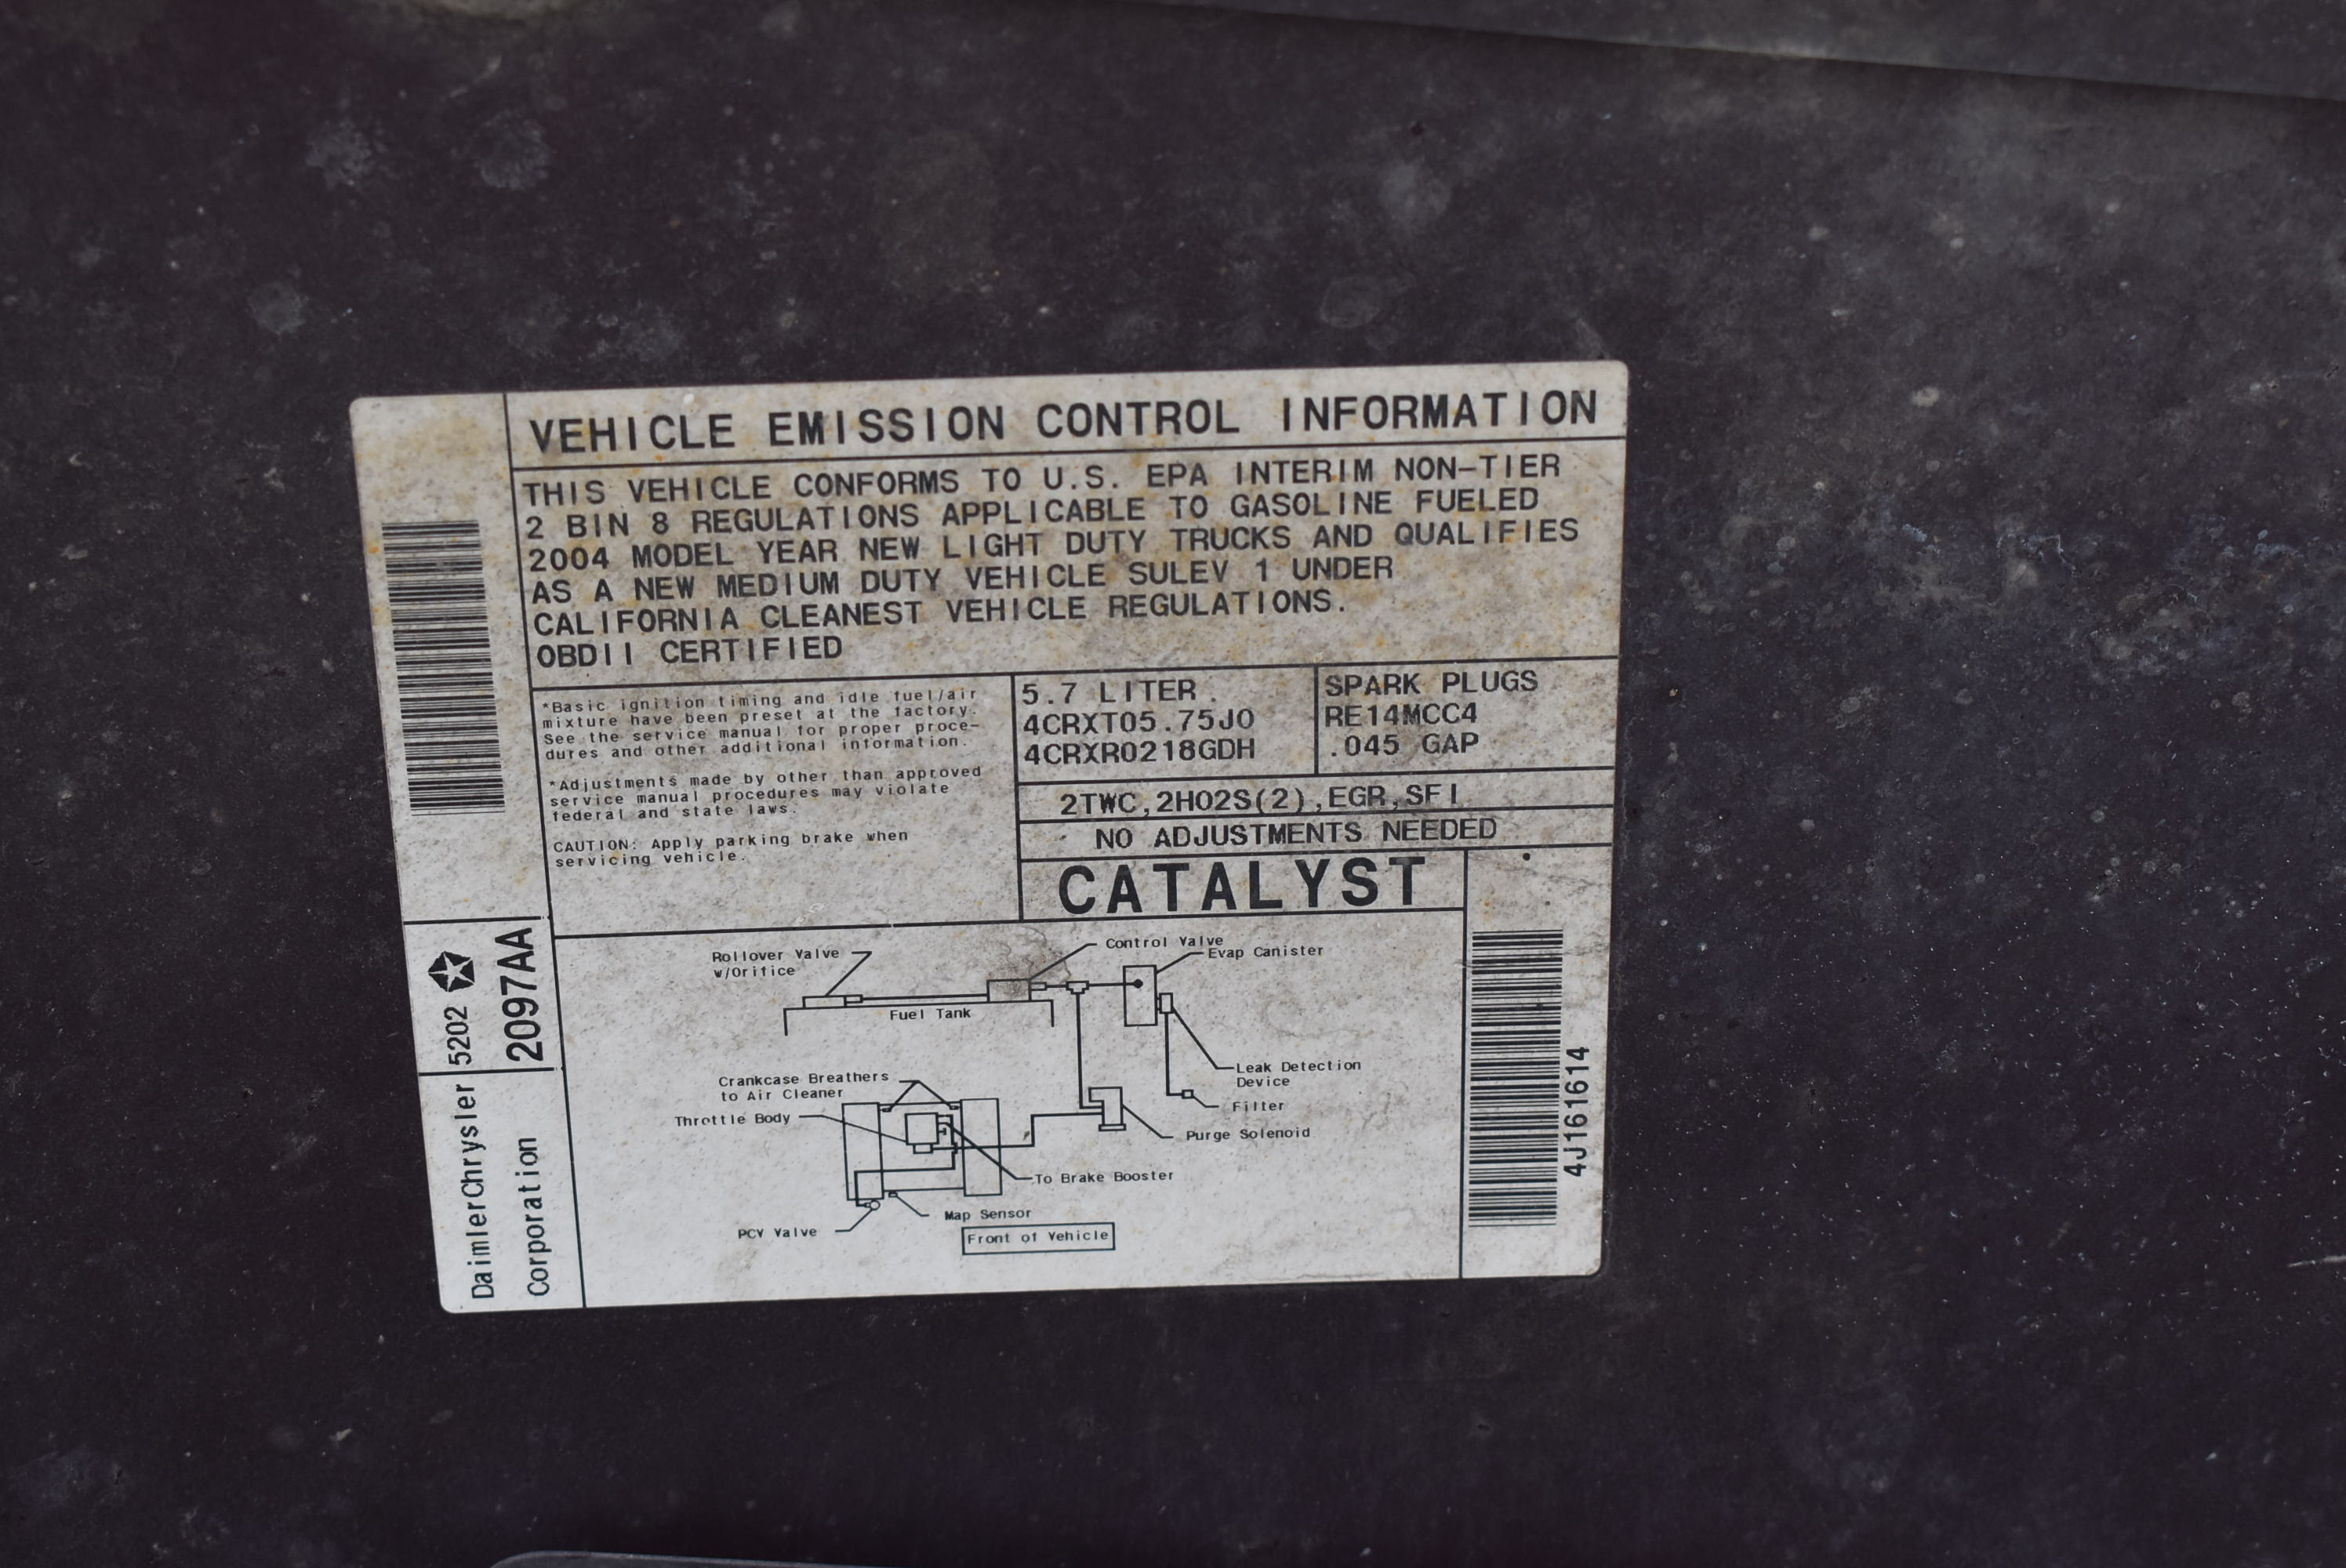 VEHICLE EMISSION CONTROL INFORMATION
THIS VEHICLE CONFORMS TO U.S. EPA INTERIM NON-TIER
2 BIN 8 REGULATIONS APPLICABLE TO GASOLINE FUELED
2004 MODEL YEAR NEW LIGHT DUTY TRUCKS AND QUALIFIES
AS A NEW MEDIUM DUTY VEHICLE SULEV 1 UNDER
CALIFORNIA CLEANEST VEHICLE REGULATIONS.
OBDII CERTIFIED
*Basic ignition timing and idle fuel/air
mixture have been preset at the factory.
See the service manual for proper proce-
dures and other additional information.
*Adjustments made by other than approved
service manual procedures may violate
federal and state laws.
CAUTION: Apply parking brake when
servicing vehicle.
5.7 LITER
4CRXT05.75J0
4CRXR0218GDH
SPARK PLUGS
RE14MCC4
.045 GAP
2TWC,2HO2S(2),EGR,SFI
NO ADJUSTMENTS NEEDED
CATALYST
Rollover Valve
w/Orifice
Control Valve
Evap Canister
Fuel Tank
Leak Detection
Device
Filter
Purge Solenoid
Crankcase Breathers
to Air Cleaner
Throttle Body
To Brake Booster
Map Sensor
PCV Valve
Front of Vehicle
DaimlerChrysler
Corporation
5202
2097AA
4J161614